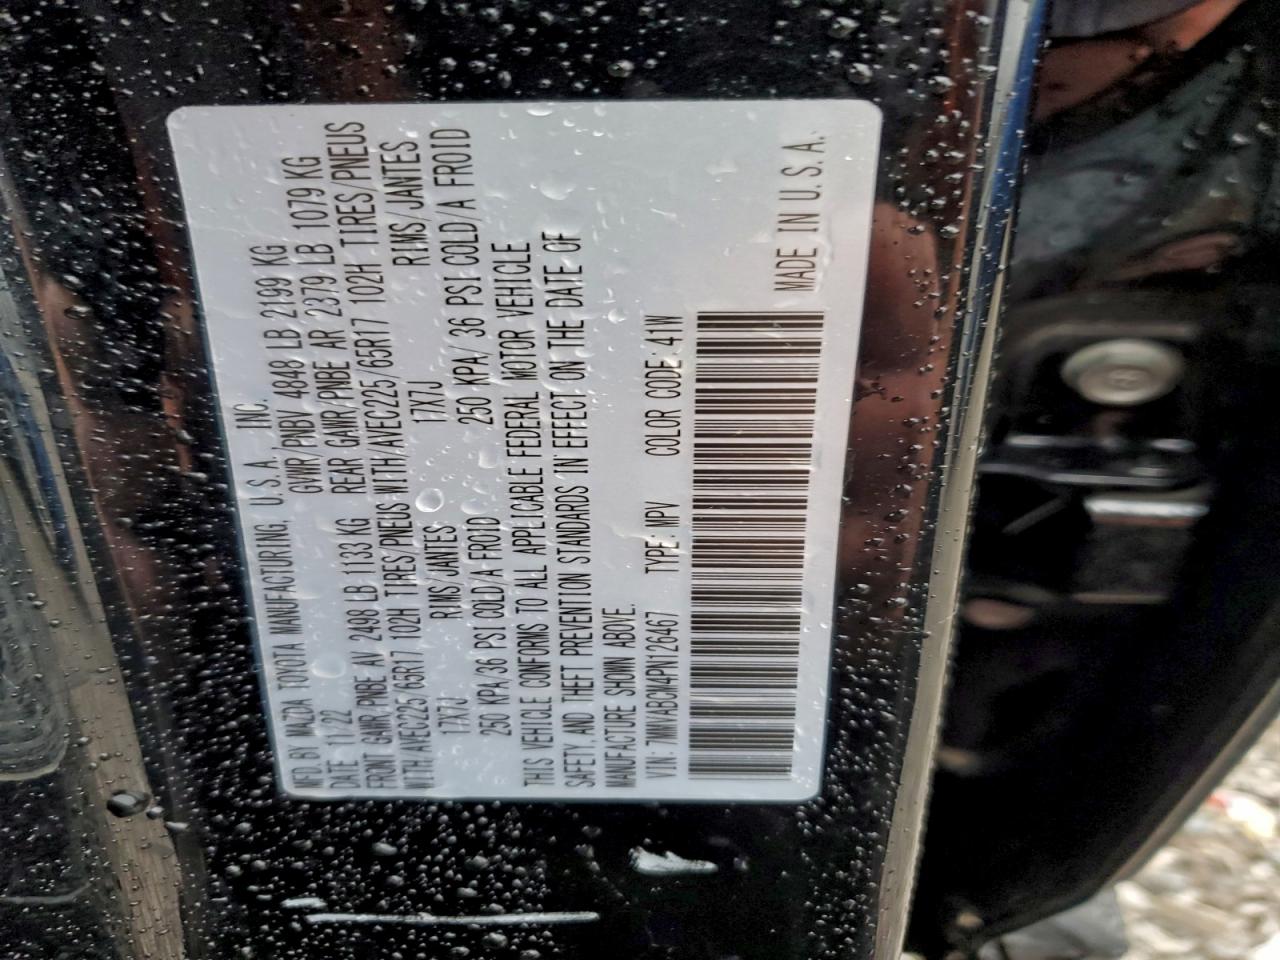 MFD BY MAZDA TOYOTA MANUFACTURING, U.S.A., INC.
DATE 11/22 GVWR/PNBV 4848 LB 2199 KG
FRONT GAWR/PNBE AV 2498 LB 1133 KG REAR GAWR/PNBE AR 2379 LB 1079 KG
WITH/AVEC225/65R17 102H TIRES/PNEUS WITH/AVEC225/65R17 102H TIRES/PNEUS
17X7J RIMS/JANTES 17X7J RIMS/JANTES
250 KPA/36 PSI COLD/A FROID 250 KPA/36 PSI COLD/A FROID
THIS VEHICLE CONFORMS TO ALL APPLICABLE FEDERAL MOTOR VEHICLE
SAFETY, AND THEFT PREVENTION STANDARDS IN EFFECT ON THE DATE OF
MANUFACTURE SHOWN ABOVE.
VIN: 7MMVABCM4PN126467 TYPE: MPV COLOR CODE: 41W
MADE IN U.S.A.